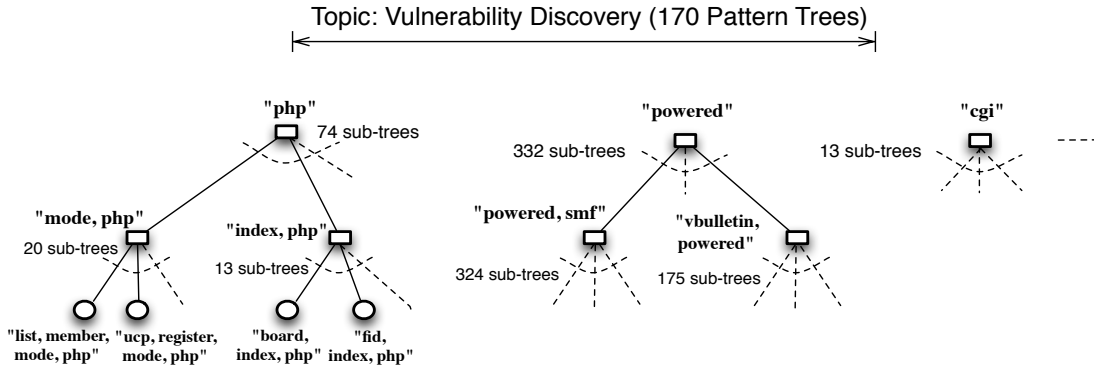 Topic: Vulnerability Discovery (170 Pattern Trees)
"php"
74 sub-trees
"powered"
332 sub-trees
"cgi"
13 sub-trees
"mode, php"
20 sub-trees
"index, php"
13 sub-trees
"powered, smf"
324 sub-trees
"vbulletin,
powered"
175 sub-trees
"list, member,
mode, php"
"ucp, register,
mode, php"
"board,
index, php"
"fid,
index, php"